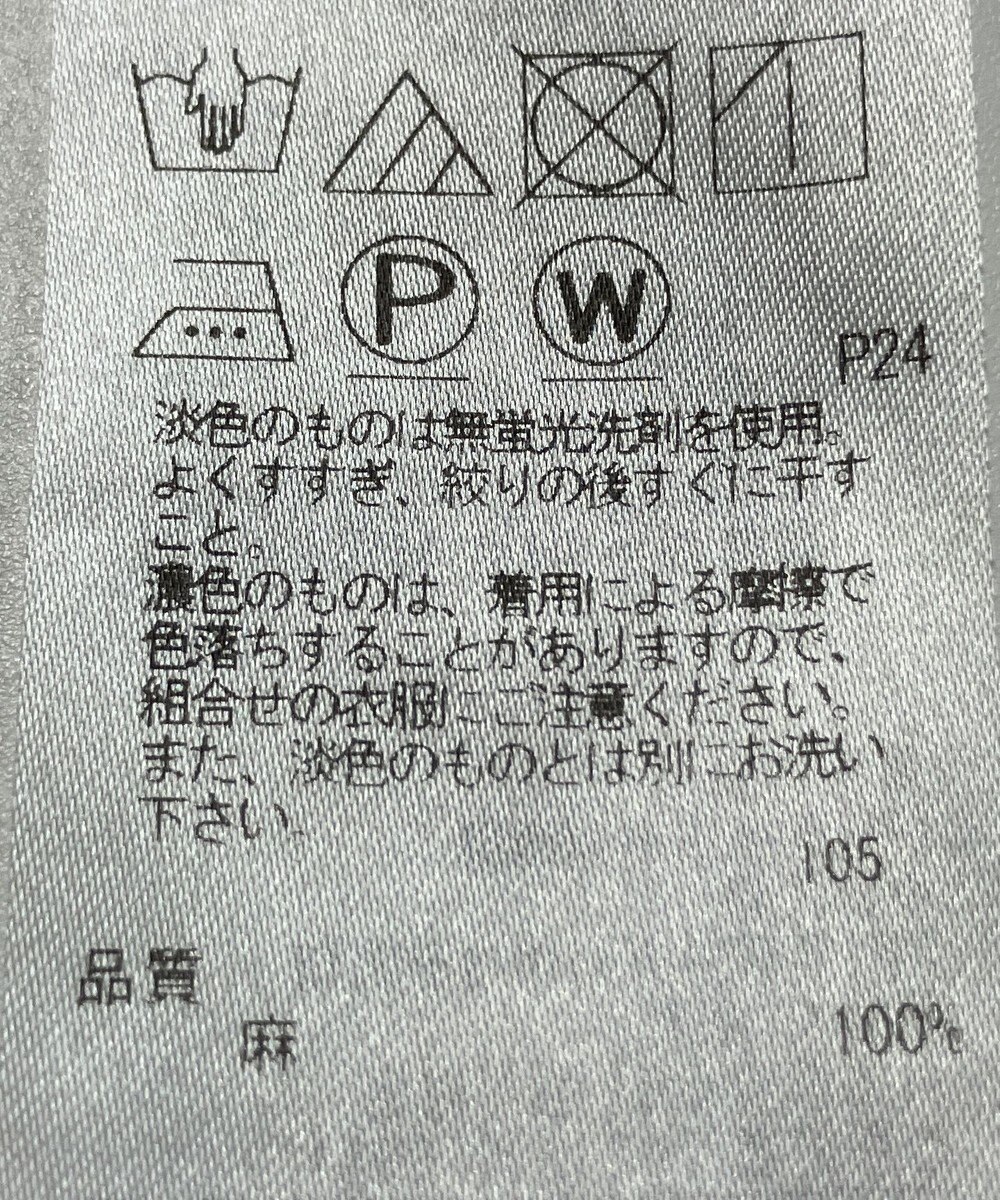 P
W
P24
淡色のものは無蛍光洗剤を使用。
よくすすぎ、絞りの後すぐに干す
こと。
濃色のものは、着用による摩擦で
色落ちすることがありますので、
組合せの衣服にご注意ください。
また、淡色のものとは別にお洗い
下さい。
105
品質
麻 100%